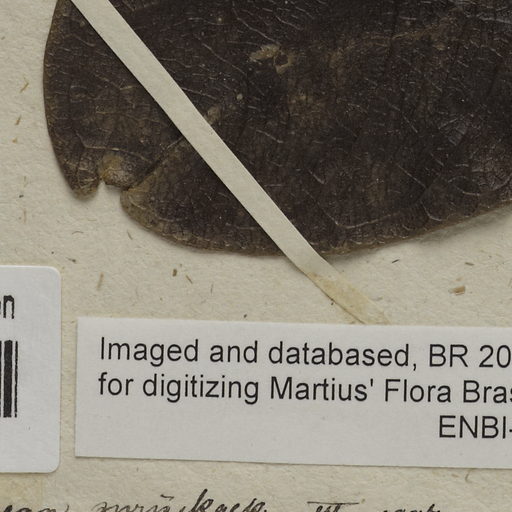 Imaged and databased, BR 20
for digitizing Martius' Flora Bras
ENBI-